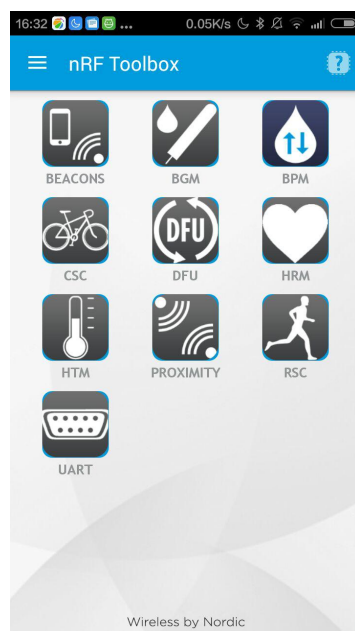 16:32 ... 0.05K/s
nRF Toolbox ?
BEACONS BGM BPM
CSC DFU DFU HRM
HTM PROXIMITY RSC
UART
Wireless by Nordic